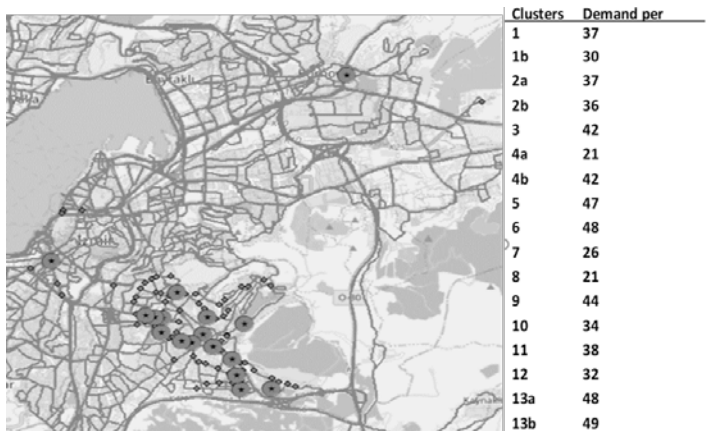 Clusters Demand per
1 37
1b 30
2a 37
2b 36
3 42
4a 21
4b 42
5 47
6 48
7 26
8 21
9 44
10 34
11 38
12 32
13a 48
13b 49
Bayraklı
İzmir
O-30